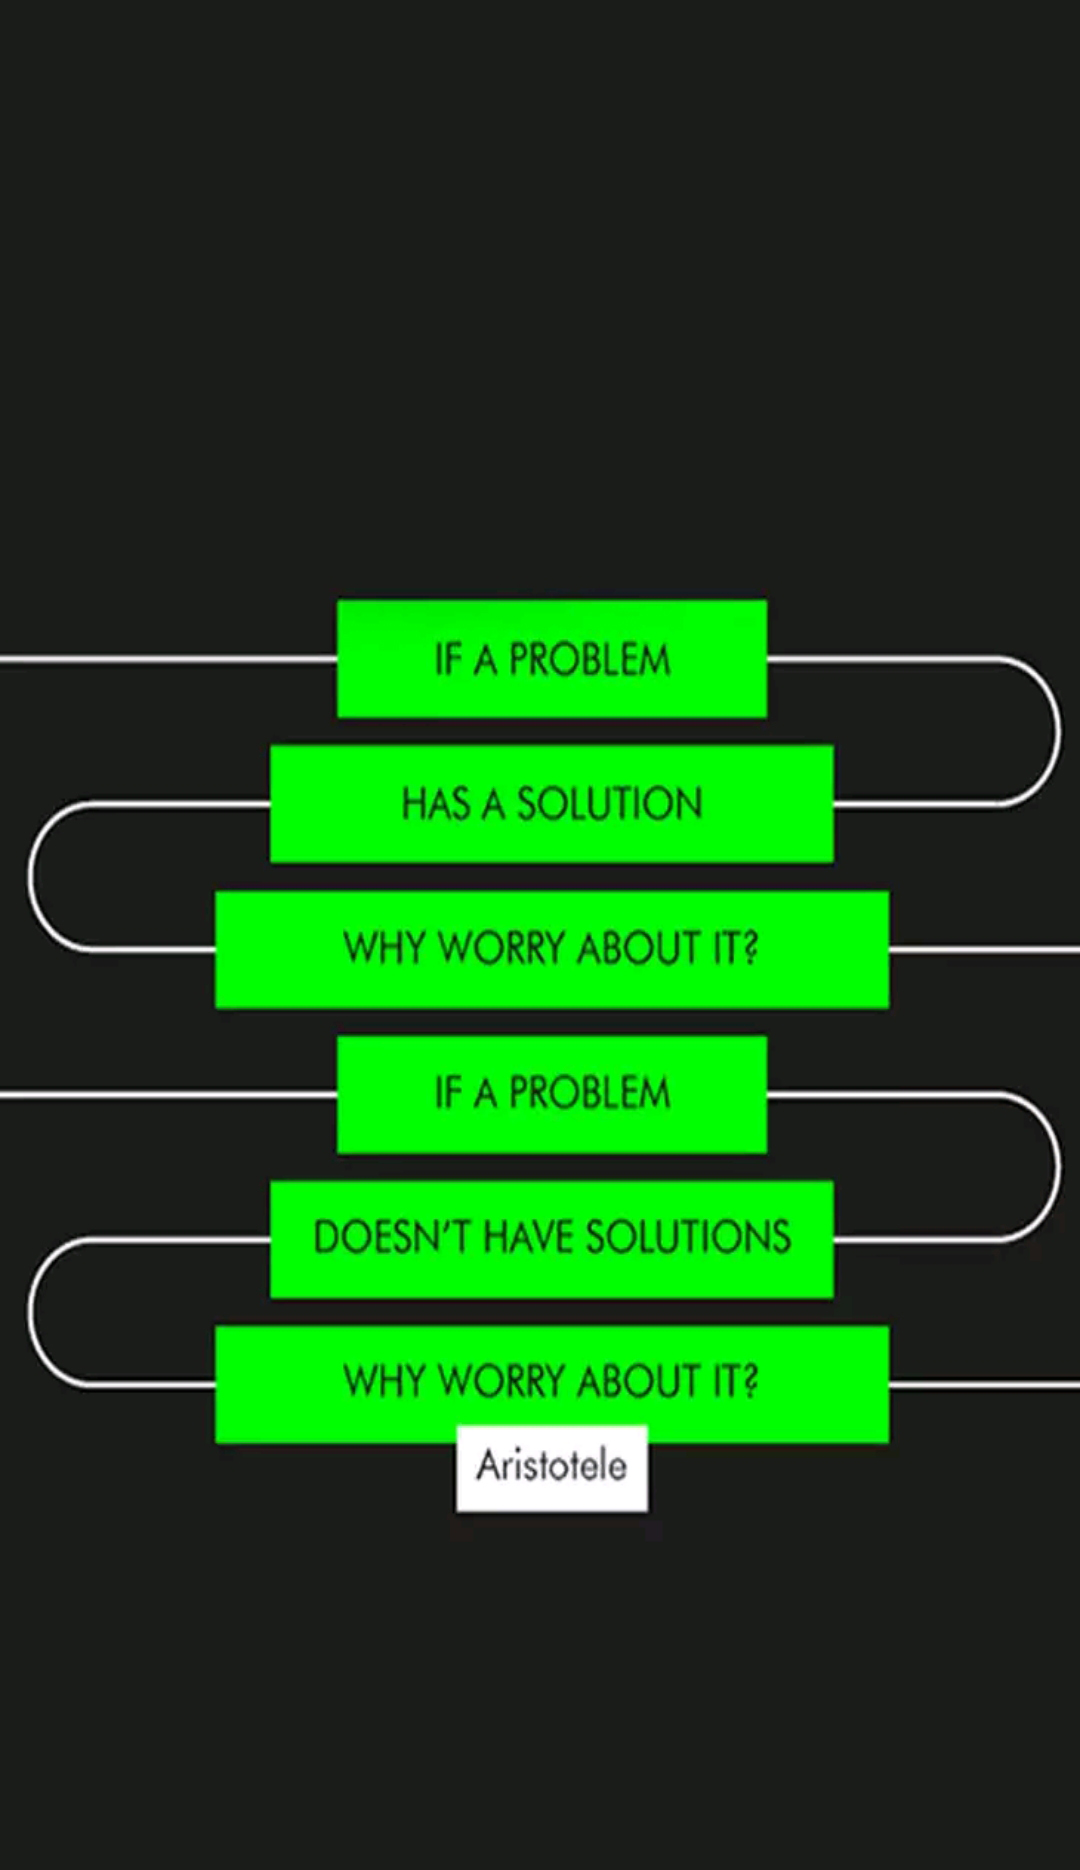 IF A PROBLEM
HAS A SOLUTION
WHY WORRY ABOUT IT?
IF A PROBLEM
DOESN'T HAVE SOLUTIONS
WHY WORRY ABOUT IT?
Aristotele